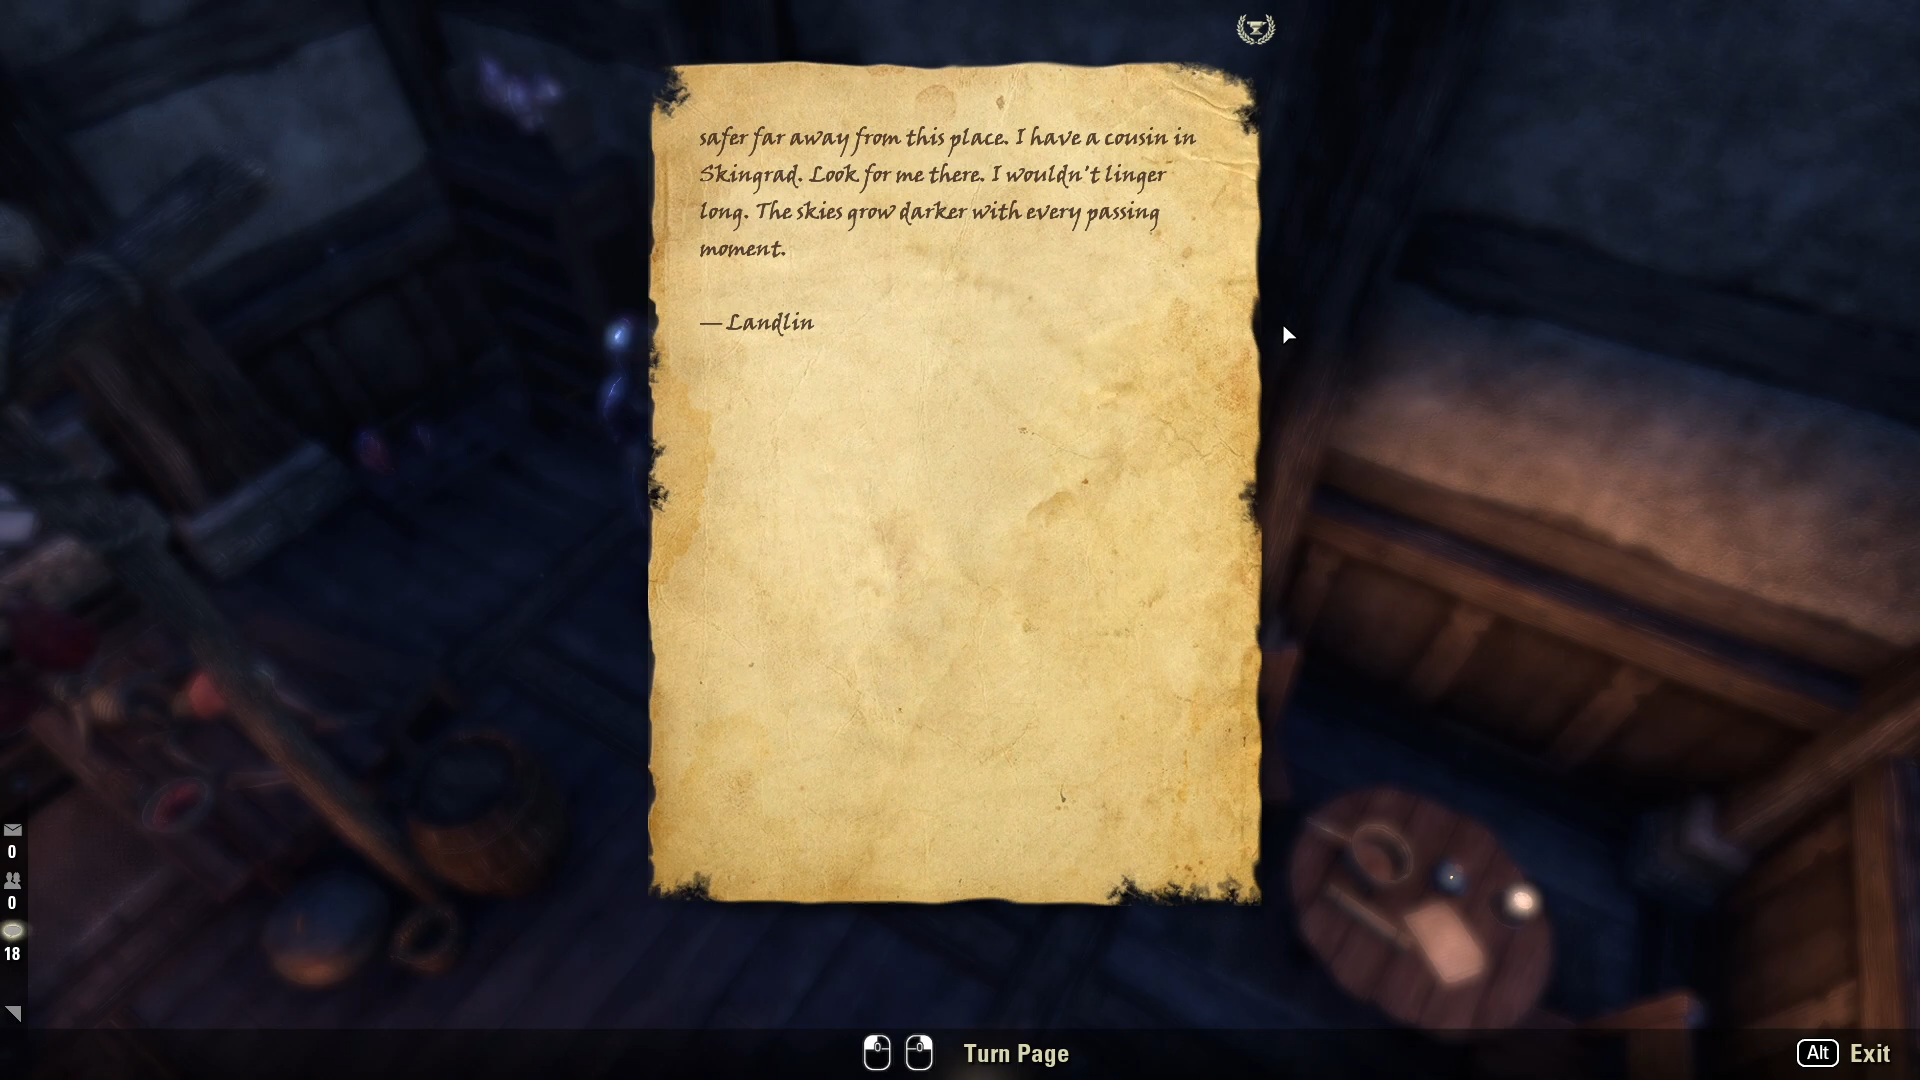 safer far away from this place. I have a cousin in
Skingrad. Look for me there. I wouldn't linger
long. The skies grow darker with every passing
moment.
— Landlin
0
0
18
Turn Page
Alt Exit